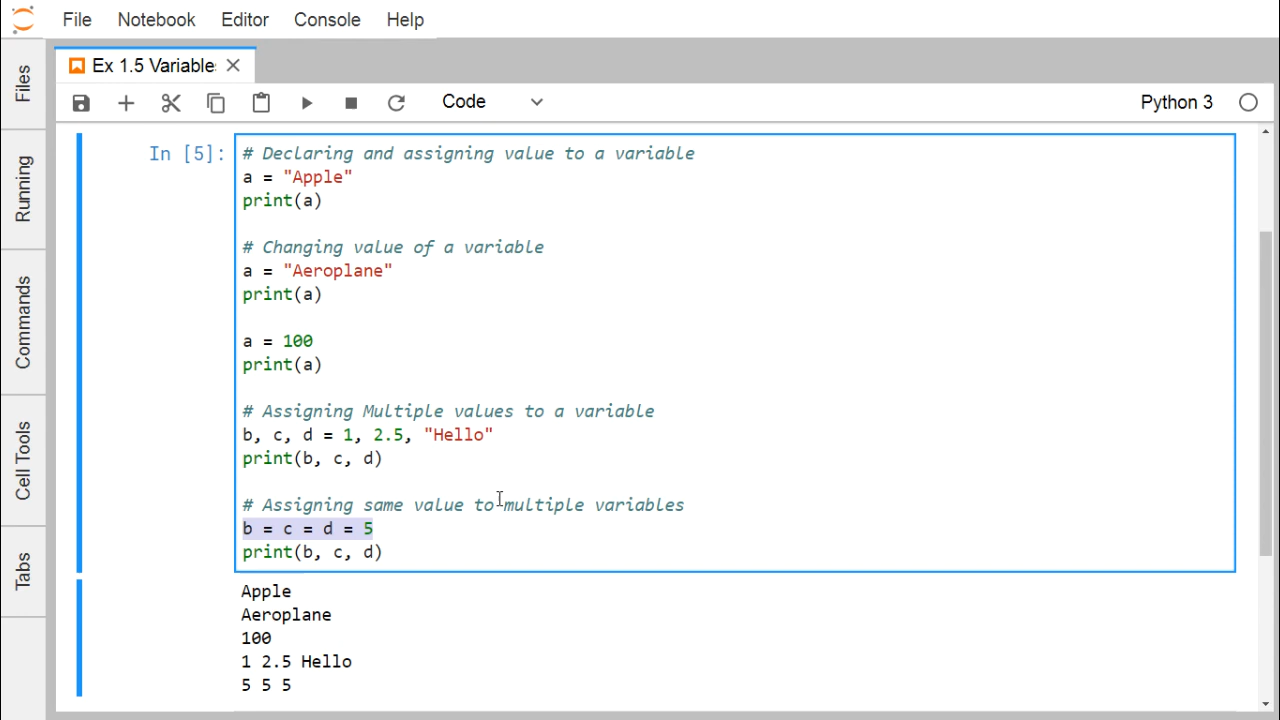 File Notebook Editor Console Help
Ex 1.5 Variable
Code Python 3
Files
Running
Commands
Cell Tools
Tabs
In [5]:
# Declaring and assigning value to a variable
a = "Apple"
print(a)
# Changing value of a variable
a = "Aeroplane"
print(a)
a = 100
print(a)
# Assigning Multiple values to a variable
b, c, d = 1, 2.5, "Hello"
print(b, c, d)
# Assigning same value to multiple variables
b = c = d = 5
print(b, c, d)
Apple
Aeroplane
100
1 2.5 Hello
5 5 5